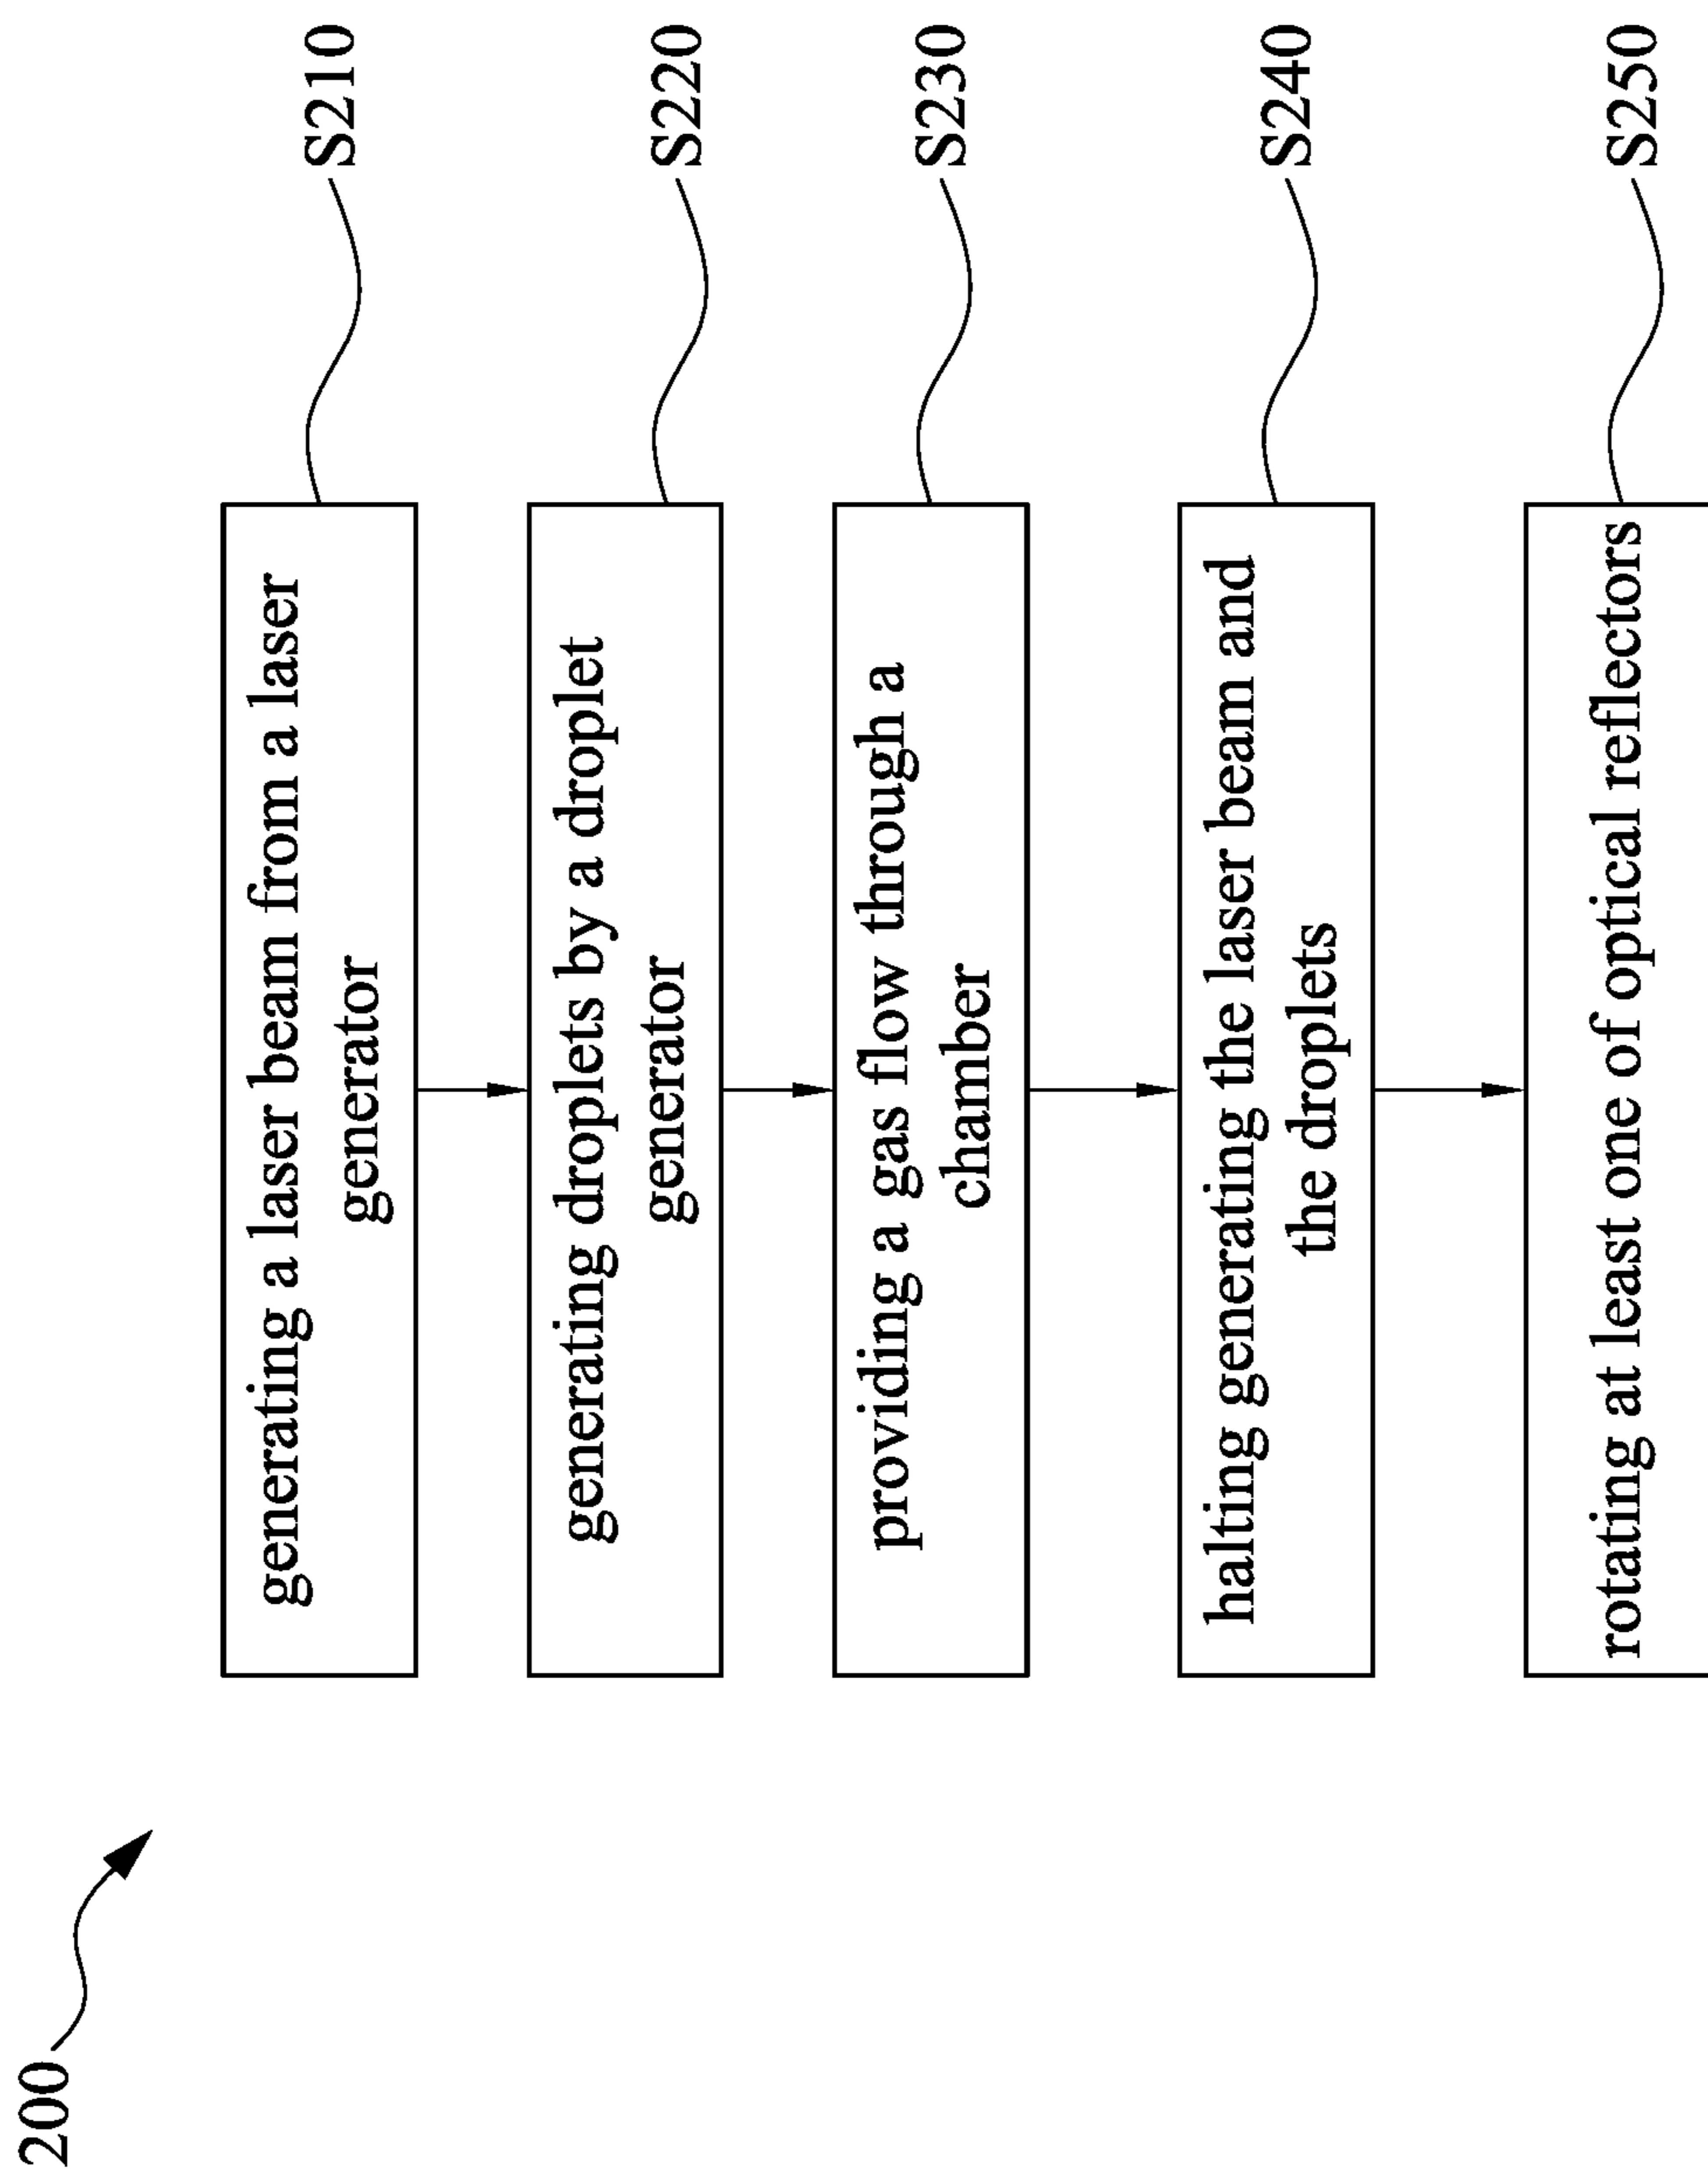 200
generating a laser beam from a laser
generator
S210
generating droplets by a droplet
generator
S220
providing a gas flow through a
chamber
S230
halting generating the laser beam and
the droplets
S240
rotating at least one of optical reflectors
S250